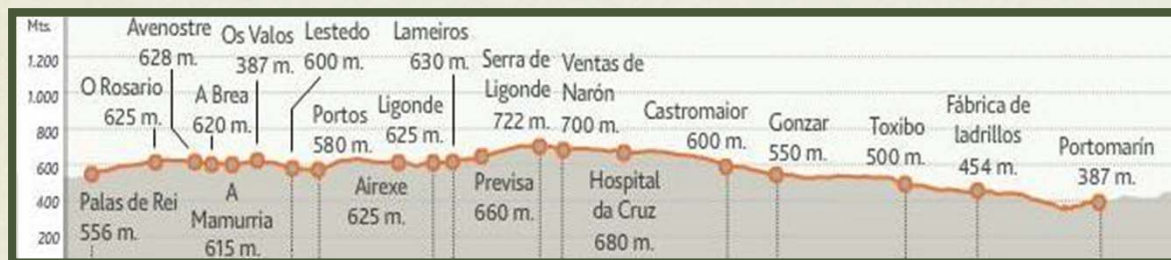 Mts.
1.200
1.000
800
600
400
200
Palas de Rei
556 m.
O Rosario
625 m.
Avenostre
628 m.
A Brea
620 m.
A
Mamurria
615 m.
Os Valos
387 m.
Lestedo
600 m.
Portos
580 m.
Airexe
625 m.
Ligonde
625 m.
Lameiros
630 m.
Previsa
660 m.
Serra de
Ligonde
722 m.
Ventas de
Narón
700 m.
Hospital
da Cruz
680 m.
Castromaior
600 m.
Gonzar
550 m.
Toxibo
500 m.
Fábrica de
ladrillos
454 m.
Portomarín
387 m.